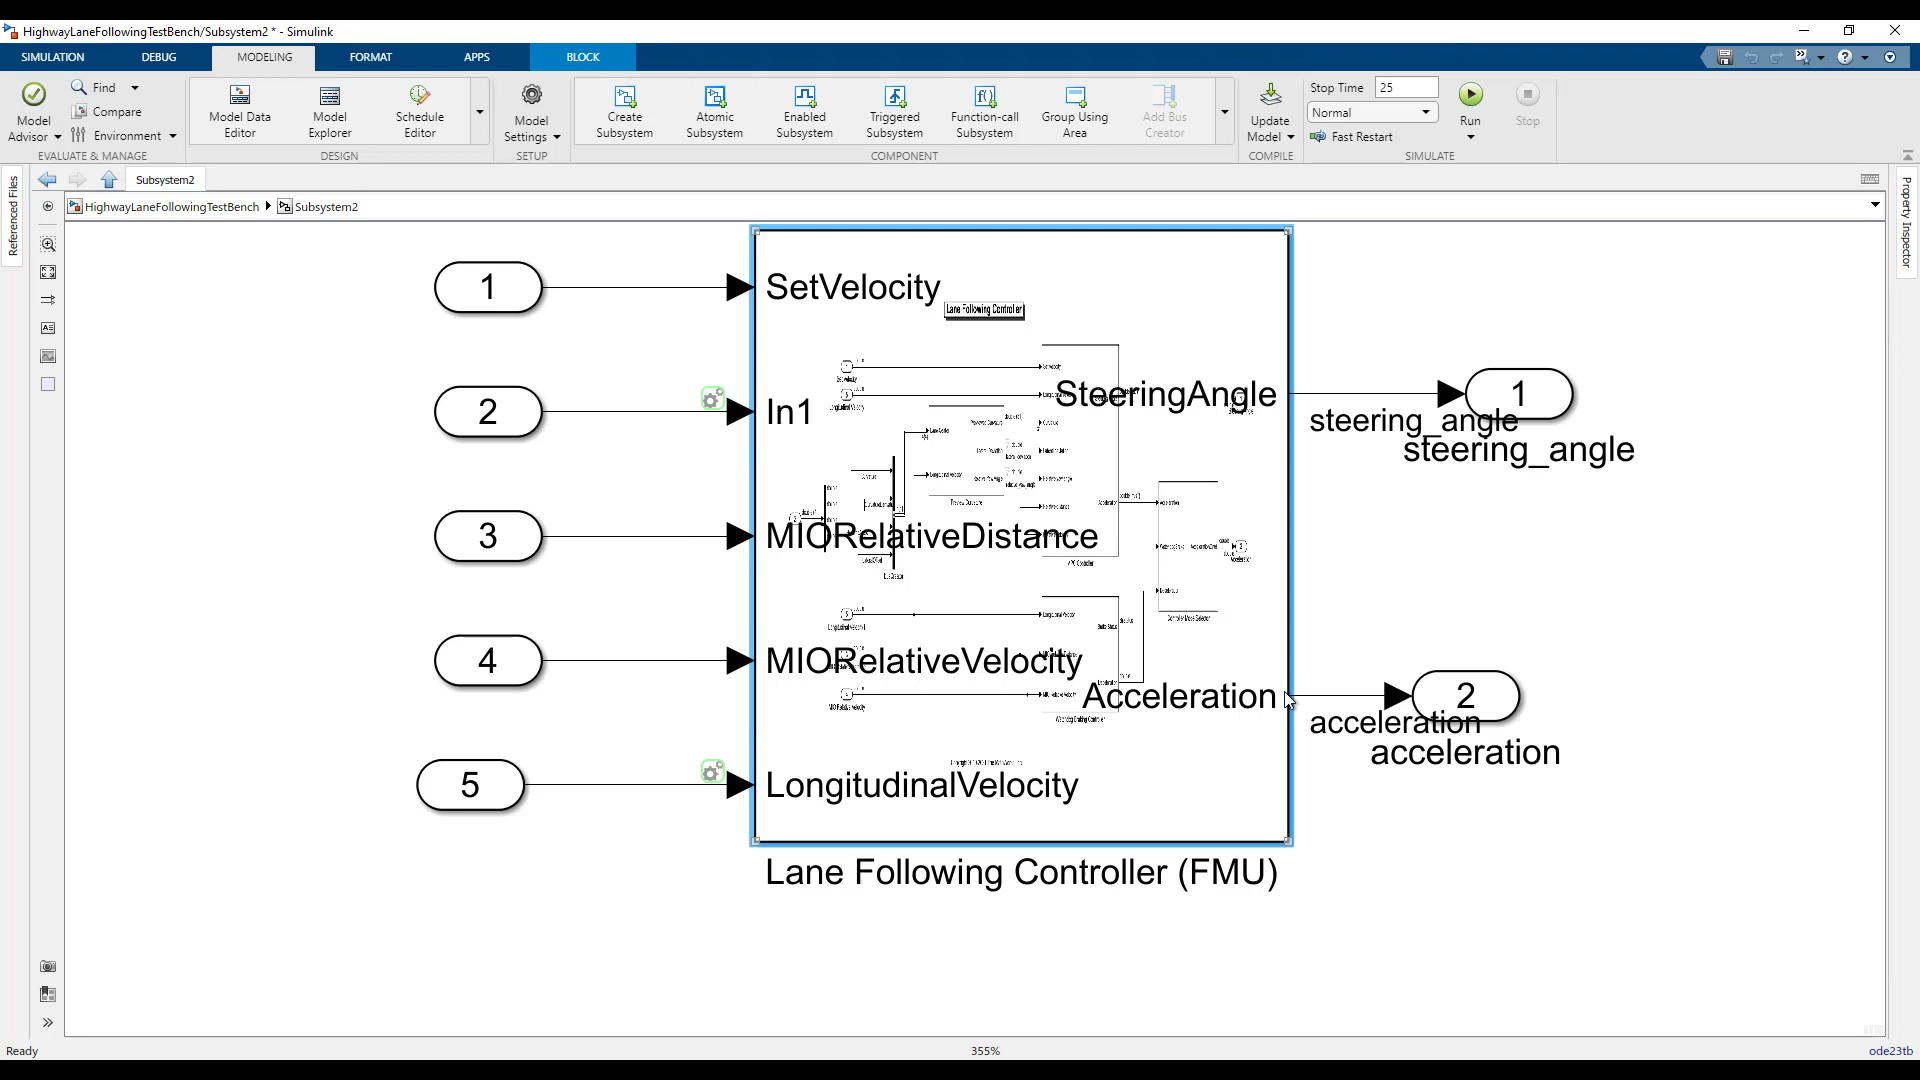 HighwayLaneFollowingTestBench/Subsystem2 * - Simulink
SIMULATION DEBUG MODELING FORMAT APPS BLOCK
Model Advisor
Find
Compare
Environment
EVALUATE & MANAGE
Model Data Editor
Model Explorer
Schedule Editor
DESIGN
Model Settings
SETUP
Create Subsystem
Atomic Subsystem
Enabled Subsystem
Triggered Subsystem
Function-call Subsystem
Group Using Area
Add Bus Creator
COMPONENT
Update Model
COMPILE
Stop Time 25
Normal
Fast Restart
Run
Stop
SIMULATE
Referenced Files
Subsystem2
HighwayLaneFollowingTestBench Subsystem2
Property Inspector
1 SetVelocity
Lane Following Controller
2 In1
SteeringAngle 1
steering_angle
steering_angle
3 MIORelativeDistance
4 MIORelativeVelocity
Acceleration 2
acceleration
acceleration
5 LongitudinalVelocity
Lane Following Controller (FMU)
Ready 355% ode23tb